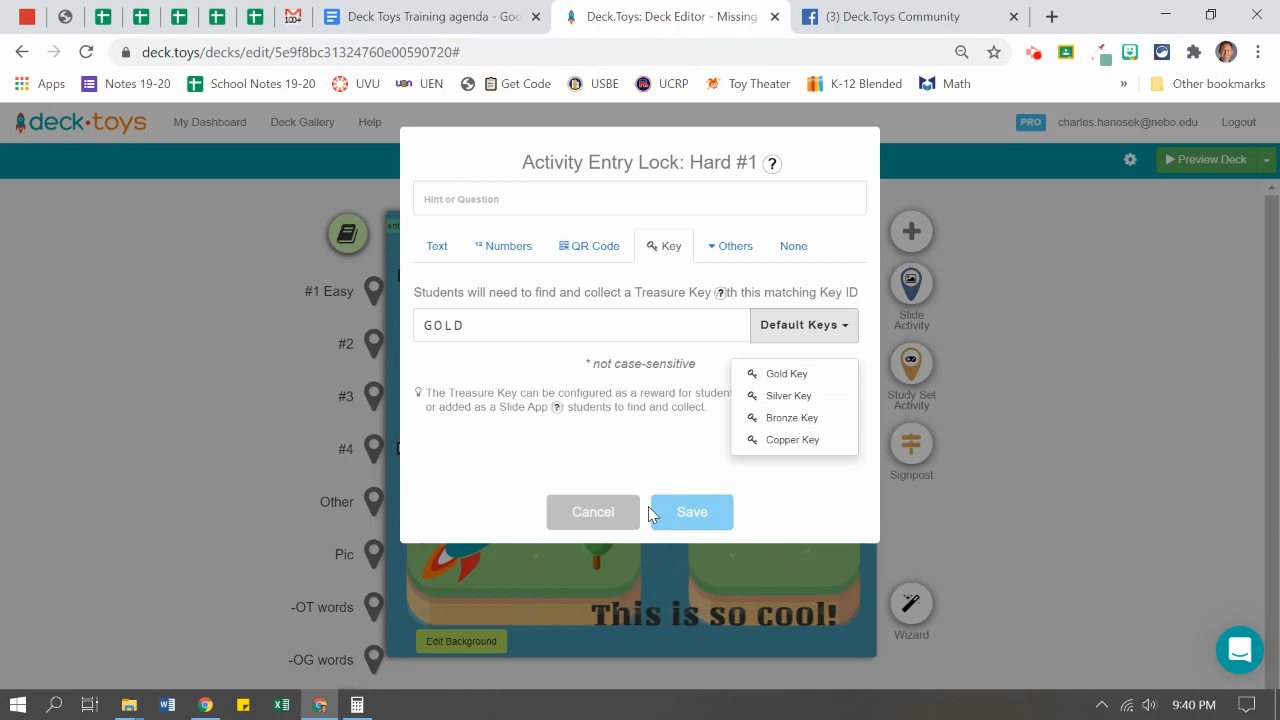 100+
Deck Toys Training agenda - Goo
Deck.Toys: Deck Editor - Missing
(3) Deck.Toys Community
deck.toys/decks/edit/5e9f8bc31324760e00590720#
Apps
Notes 19-20
School Notes 19-20
UVU
UEN
Get Code
USBE
UCRP
Toy Theater
K-12 Blended
Math
Other bookmarks
deck•toys
My Dashboard
Deck Gallery
Help
PRO
charles.hanosek@nebo.edu
Logout
Preview Deck
Activity Entry Lock: Hard #1 ?
Hint or Question
Text
12 Numbers
QR Code
Key
Others
None
Students will need to find and collect a Treasure Key ? th this matching Key ID
GOLD
Default Keys
* not case-sensitive
Gold Key
Silver Key
Bronze Key
Copper Key
The Treasure Key can be configured as a reward for student
or added as a Slide App ? students to find and collect.
Cancel
Save
#1 Easy
#2
#3
#4
Other
Pic
-OT words
-OG words
Slide
Activity
Study Set
Activity
Signpost
Wizard
This is so cool!
Edit Background
9:40 PM